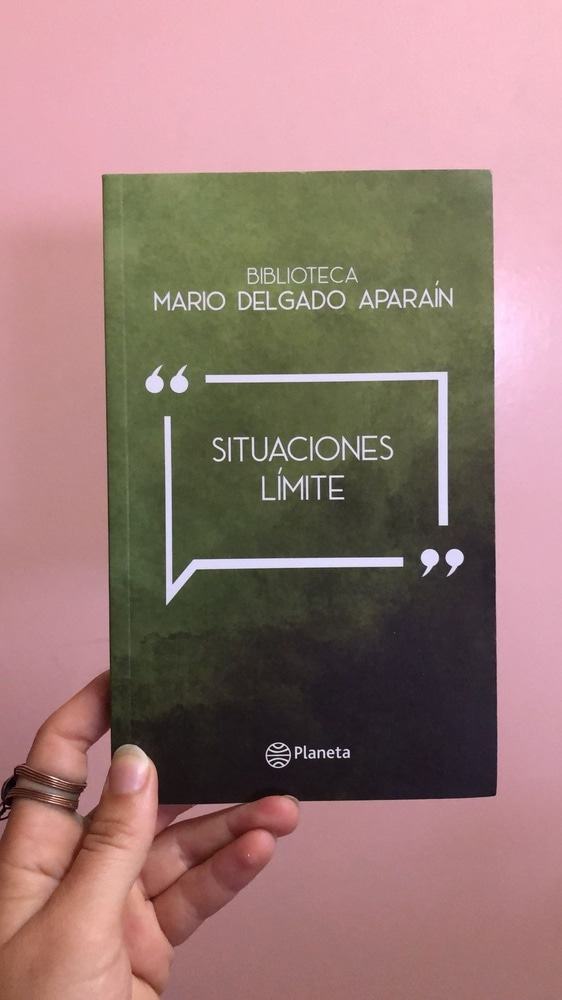 BIBLIOTECA
MARIO DELGADO APARAÍN
“
SITUACIONES
LÍMITE
”
Planeta